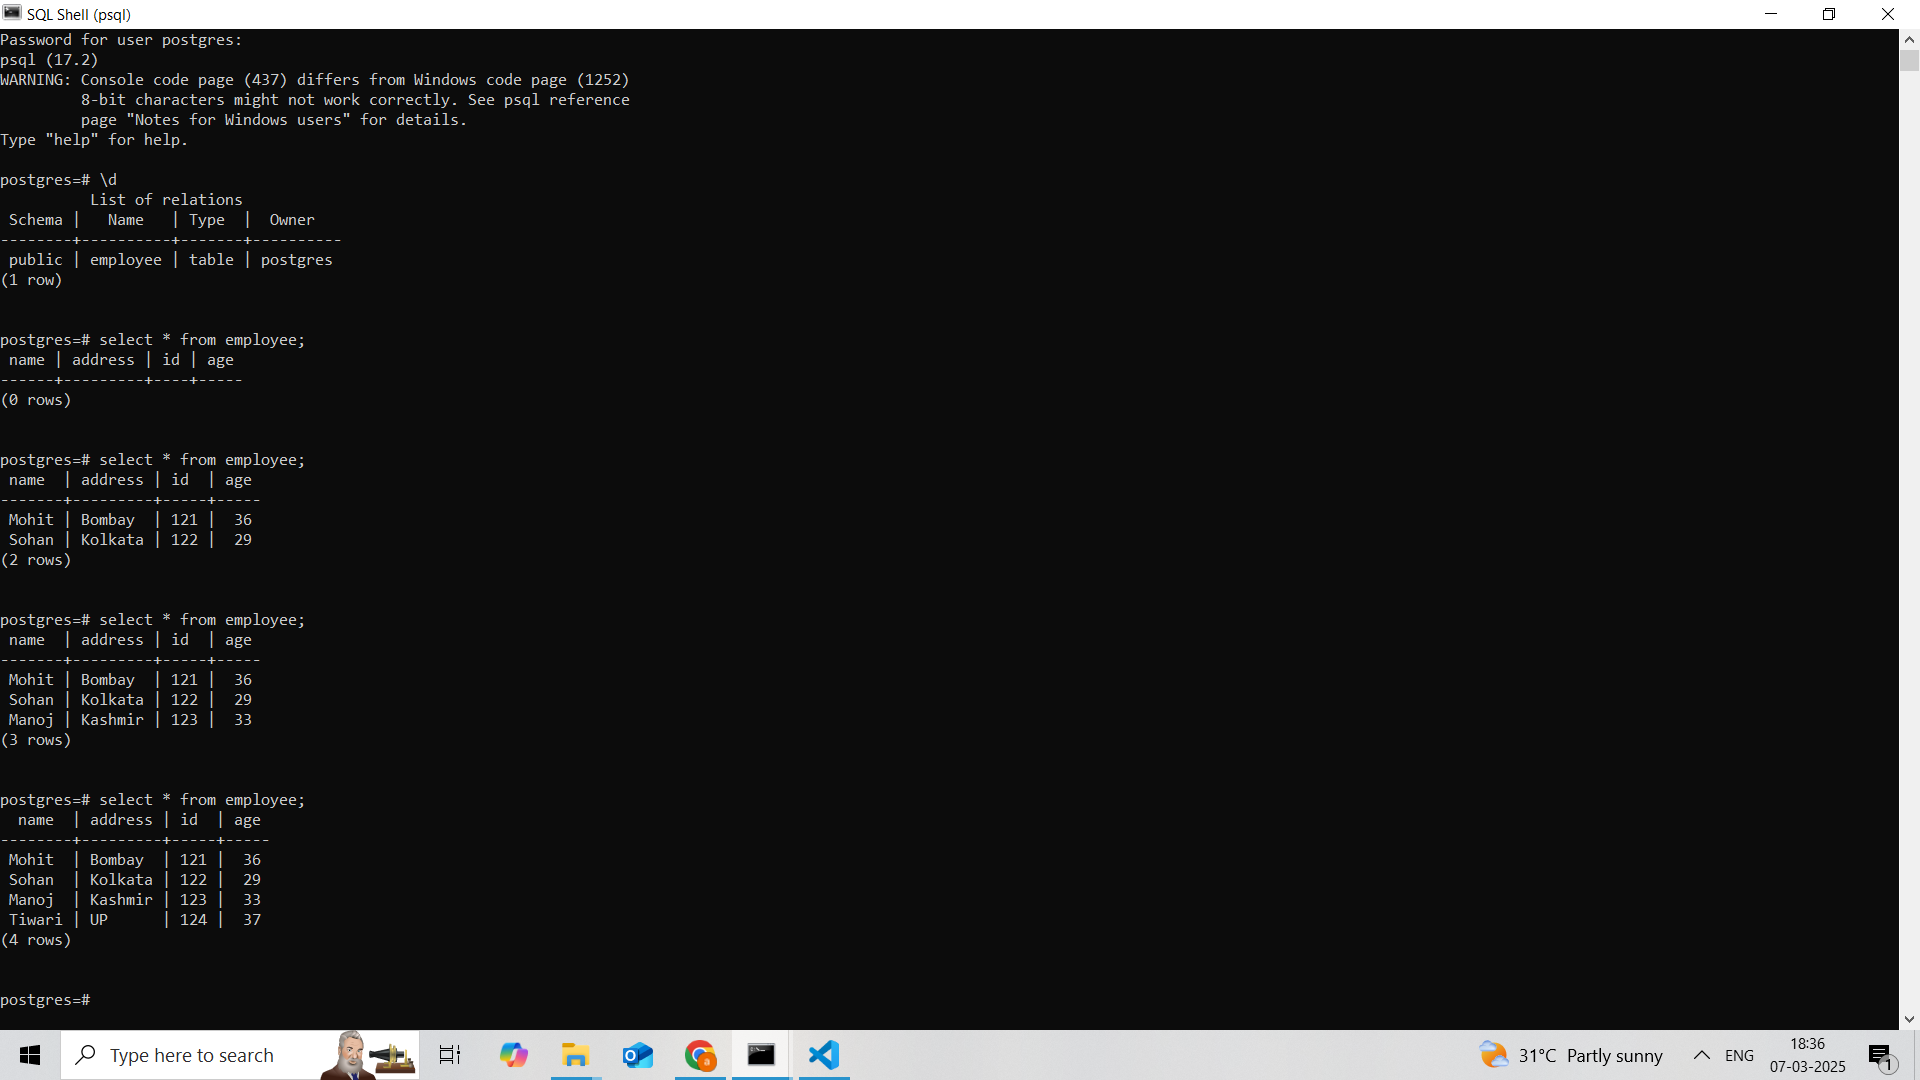 SQL Shell (psql)
Password for user postgres:
psql (17.2)
WARNING: Console code page (437) differs from Windows code page (1252)
         8-bit characters might not work correctly. See psql reference
         page "Notes for Windows users" for details.
Type "help" for help.

postgres=# \d
          List of relations
 Schema |   Name   | Type  |  Owner
--------+----------+-------+----------
 public | employee | table | postgres
(1 row)


postgres=# select * from employee;
 name | address | id | age
------+---------+----+-----
(0 rows)


postgres=# select * from employee;
 name  | address | id  | age
-------+---------+-----+-----
 Mohit | Bombay  | 121 |  36
 Sohan | Kolkata | 122 |  29
(2 rows)


postgres=# select * from employee;
 name  | address | id  | age
-------+---------+-----+-----
 Mohit | Bombay  | 121 |  36
 Sohan | Kolkata | 122 |  29
 Manoj | Kashmir | 123 |  33
(3 rows)


postgres=# select * from employee;
  name  | address | id  | age
--------+---------+-----+-----
 Mohit  | Bombay  | 121 |  36
 Sohan  | Kolkata | 122 |  29
 Manoj  | Kashmir | 123 |  33
 Tiwari | UP      | 124 |  37
(4 rows)


postgres=#
Type here to search
31°C Partly sunny
ENG
18:36
07-03-2025
1